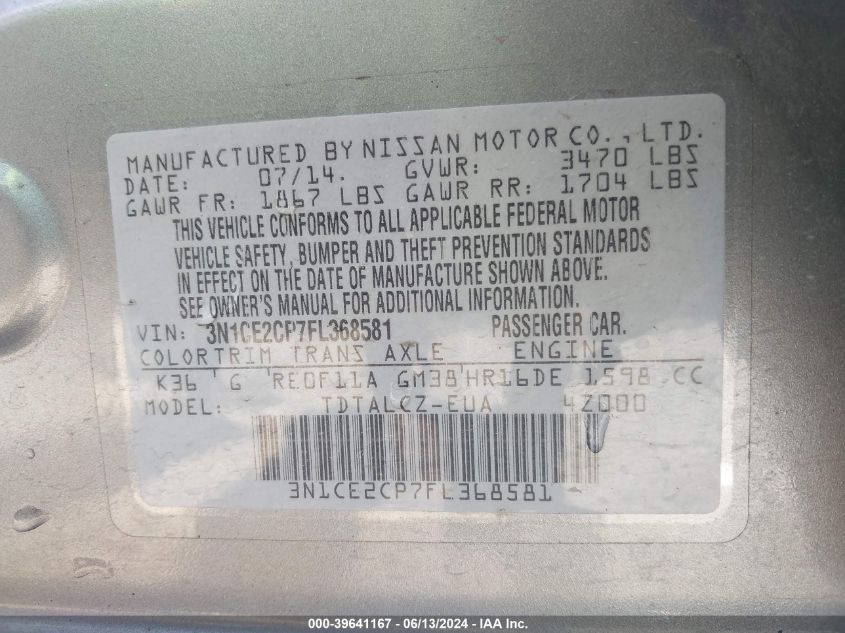 MANUFACTURED BY NISSAN MOTOR CO., LTD.
DATE: 07/14. GVWR: 3470 LBS
GAWR FR: 1867 LBS GAWR RR: 1704 LBS
THIS VEHICLE CONFORMS TO ALL APPLICABLE FEDERAL MOTOR
VEHICLE SAFETY, BUMPER AND THEFT PREVENTION STANDARDS
IN EFFECT ON THE DATE OF MANUFACTURE SHOWN ABOVE.
SEE OWNER'S MANUAL FOR ADDITIONAL INFORMATION.
VIN: 3N1CE2CP7FL368581 PASSENGER CAR.
COLOR TRIM TRANS AXLE ENGINE
K36 G RE0F11A GM38 HR16DE 1598 CC
MODEL: TDTALCZ-EUA 4Z000
3N1CE2CP7FL368581
000-39641167 - 06/13/2024 - IAA Inc.